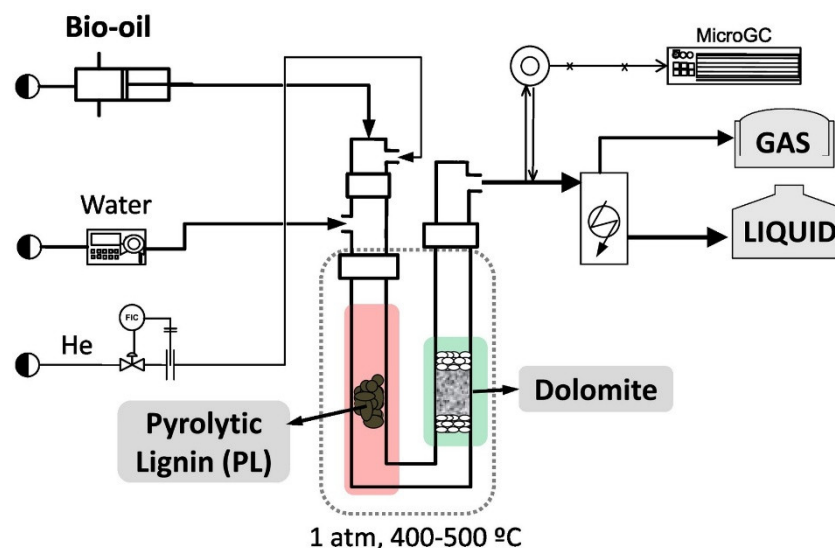 Bio-oil
MicroGC
GAS
Water
LIQUID
FIC
He
Dolomite
Pyrolytic
Lignin (PL)
1 atm, 400-500 ºC